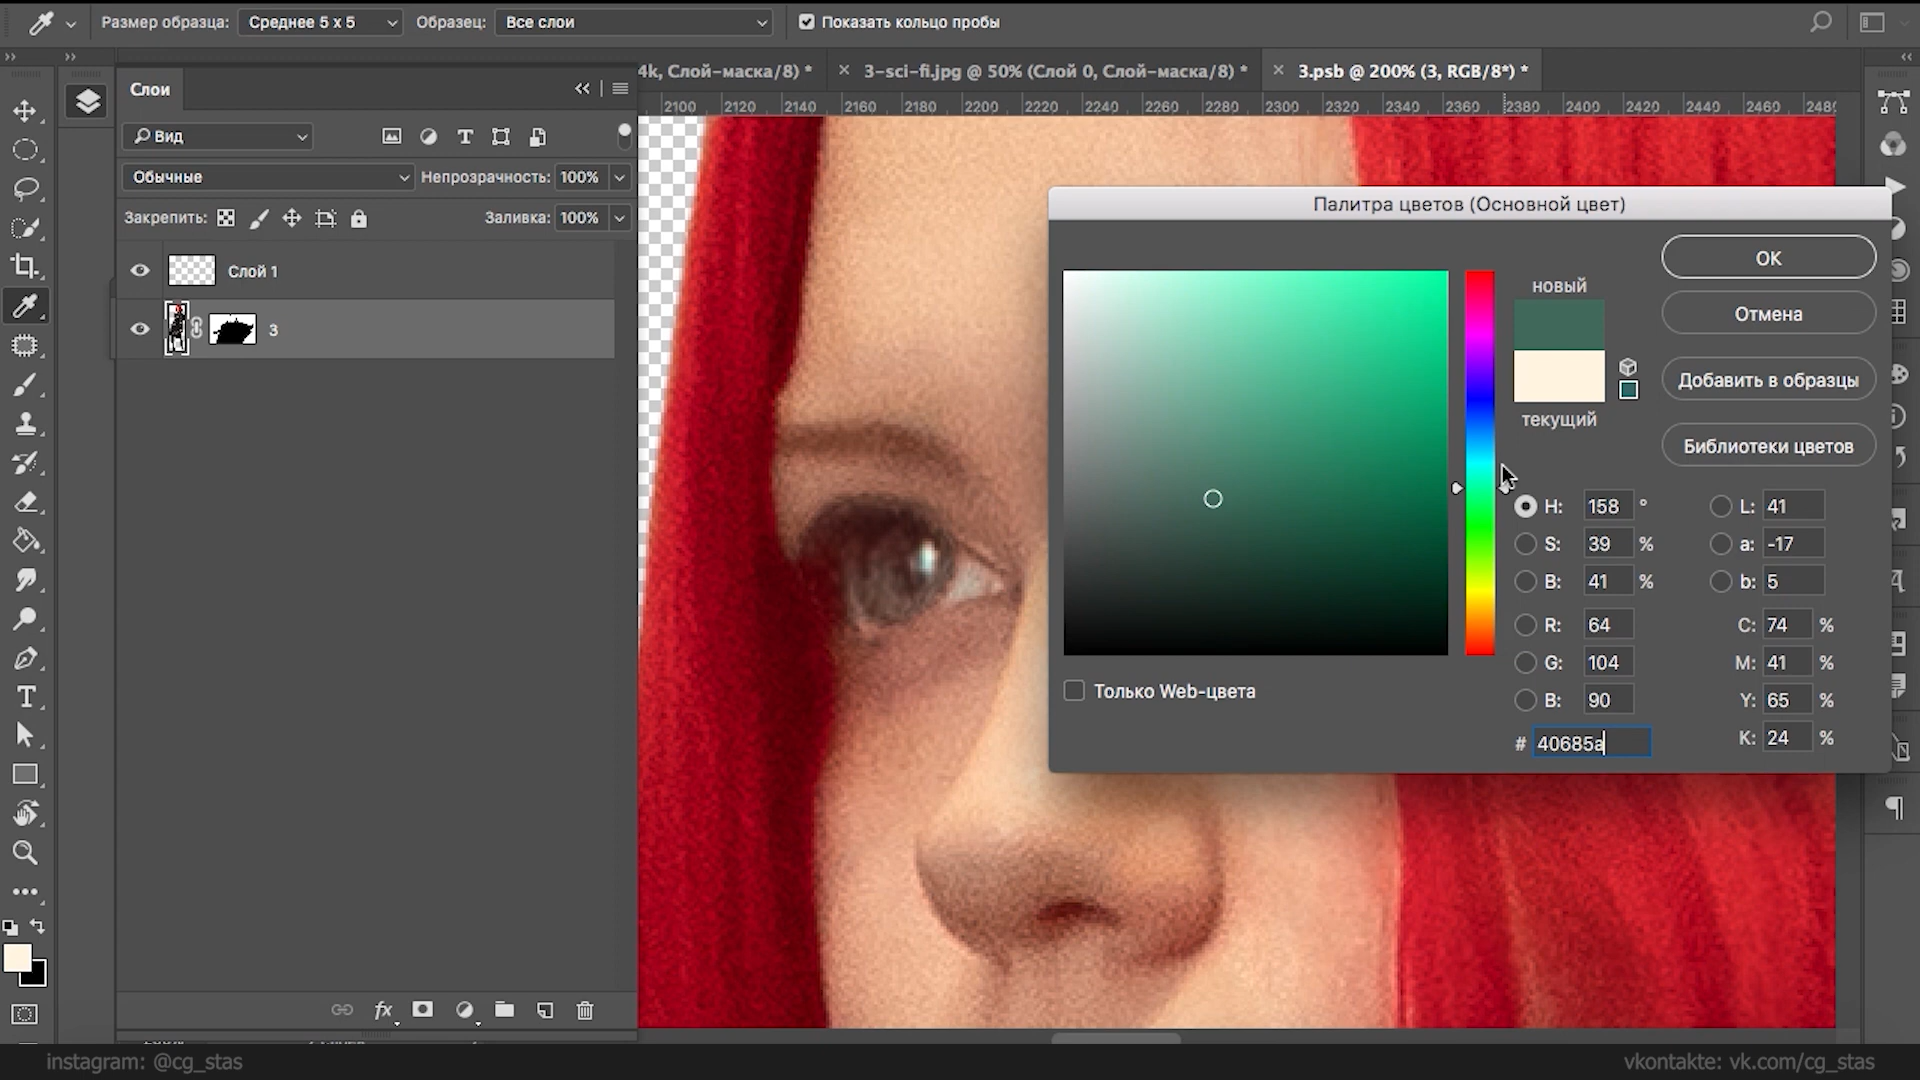 Размер образца: Среднее 5 x 5 Образец: Все слои Показать кольцо пробы
4k, Слой-маска/8) * × 3-sci-fi.jpg @ 50% (Слой 0, Слой-маска/8) * × 3.psb @ 200% (3, RGB/8*) *
Слои
2100 2120 2140 2160 2180 2200 2220 2240 2260 2280 2300 2320 2340 2360 2380 2400 2420 2440 2460 248
Вид
Обычные Непрозрачность: 100%
Закрепить: Заливка: 100%
Слой 1
3
fx
Палитра цветов (Основной цвет)
новый
текущий
OK
Отмена
Добавить в образцы
Библиотеки цветов
H: 158 ° L: 41
S: 39 % a: -17
B: 41 % b: 5
R: 64 C: 74 %
G: 104 M: 41 %
B: 90 Y: 65 %
# 40685a K: 24 %
Только Web-цвета
instagram: @cg_stas vkontakte: vk.com/cg_stas